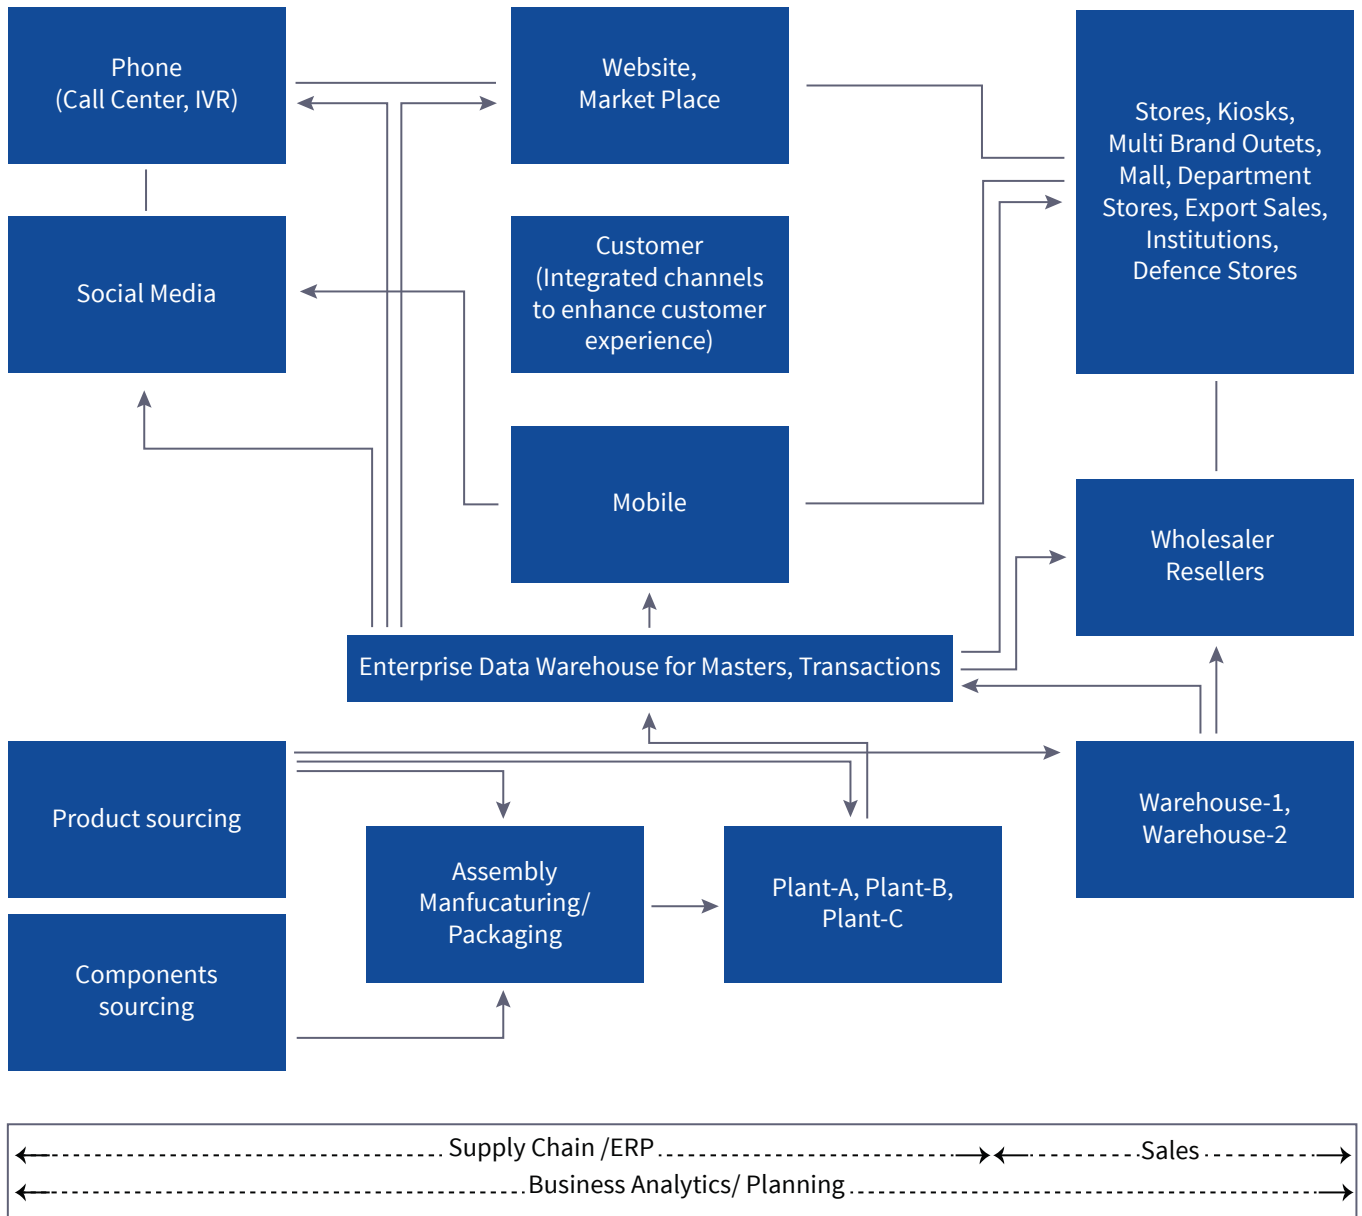 Phone
(Call Center, IVR)
Website,
Market Place
Stores, Kiosks,
Multi Brand Outets,
Mall, Department
Stores, Export Sales,
Institutions,
Defence Stores
Social Media
Customer
(Integrated channels
to enhance customer
experience)
Mobile
Wholesaler
Resellers
Enterprise Data Warehouse for Masters, Transactions
Product sourcing
Warehouse-1,
Warehouse-2
Assembly
Manfucaturing/
Packaging
Plant-A, Plant-B,
Plant-C
Components
sourcing
Supply Chain /ERP
Sales
Business Analytics/ Planning